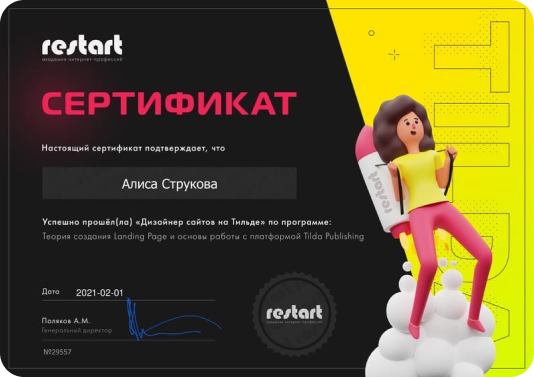 restart
академия интернет-профессий
СЕРТИФИКАТ
Настоящий сертификат подтверждает, что
Алиса Струкова
Успешно прошёл(ла) «Дизайнер сайтов на Тильде» по программе:
Теория создания Landing Page и основы работы с платформой Tilda Publishing
Дата 2021-02-01
Поляков А.М.
Генеральный директор
№29557
restart
академия интернет-профессий
restart